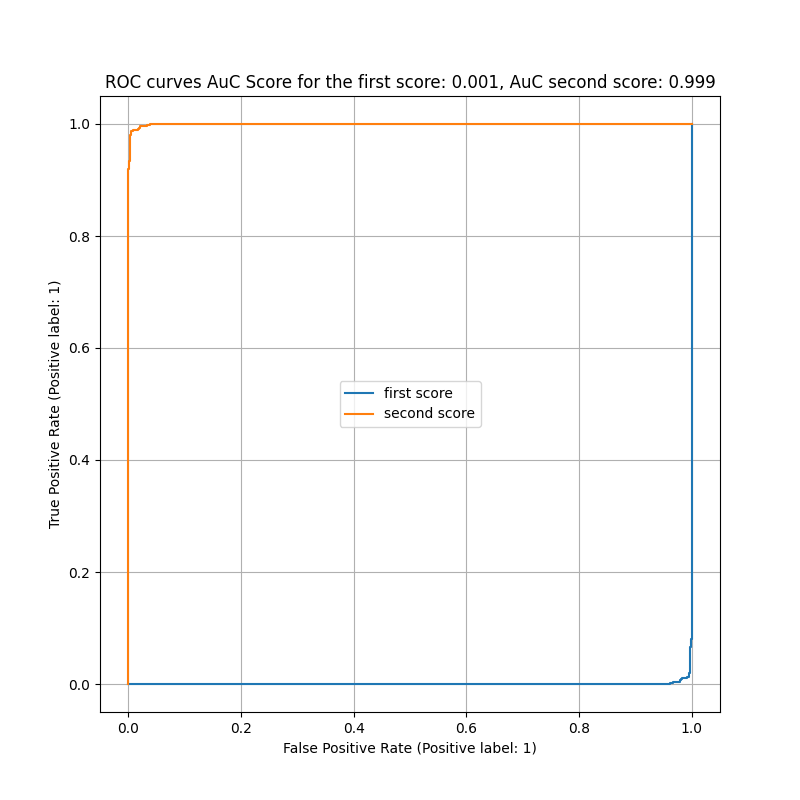 ROC curves AuC Score for the first score: 0.001, AuC second score: 0.999
1.0
0.8
0.6
0.4
0.2
0.0
True Positive Rate (Positive label: 1)
first score
second score
0.0 0.2 0.4 0.6 0.8 1.0
False Positive Rate (Positive label: 1)